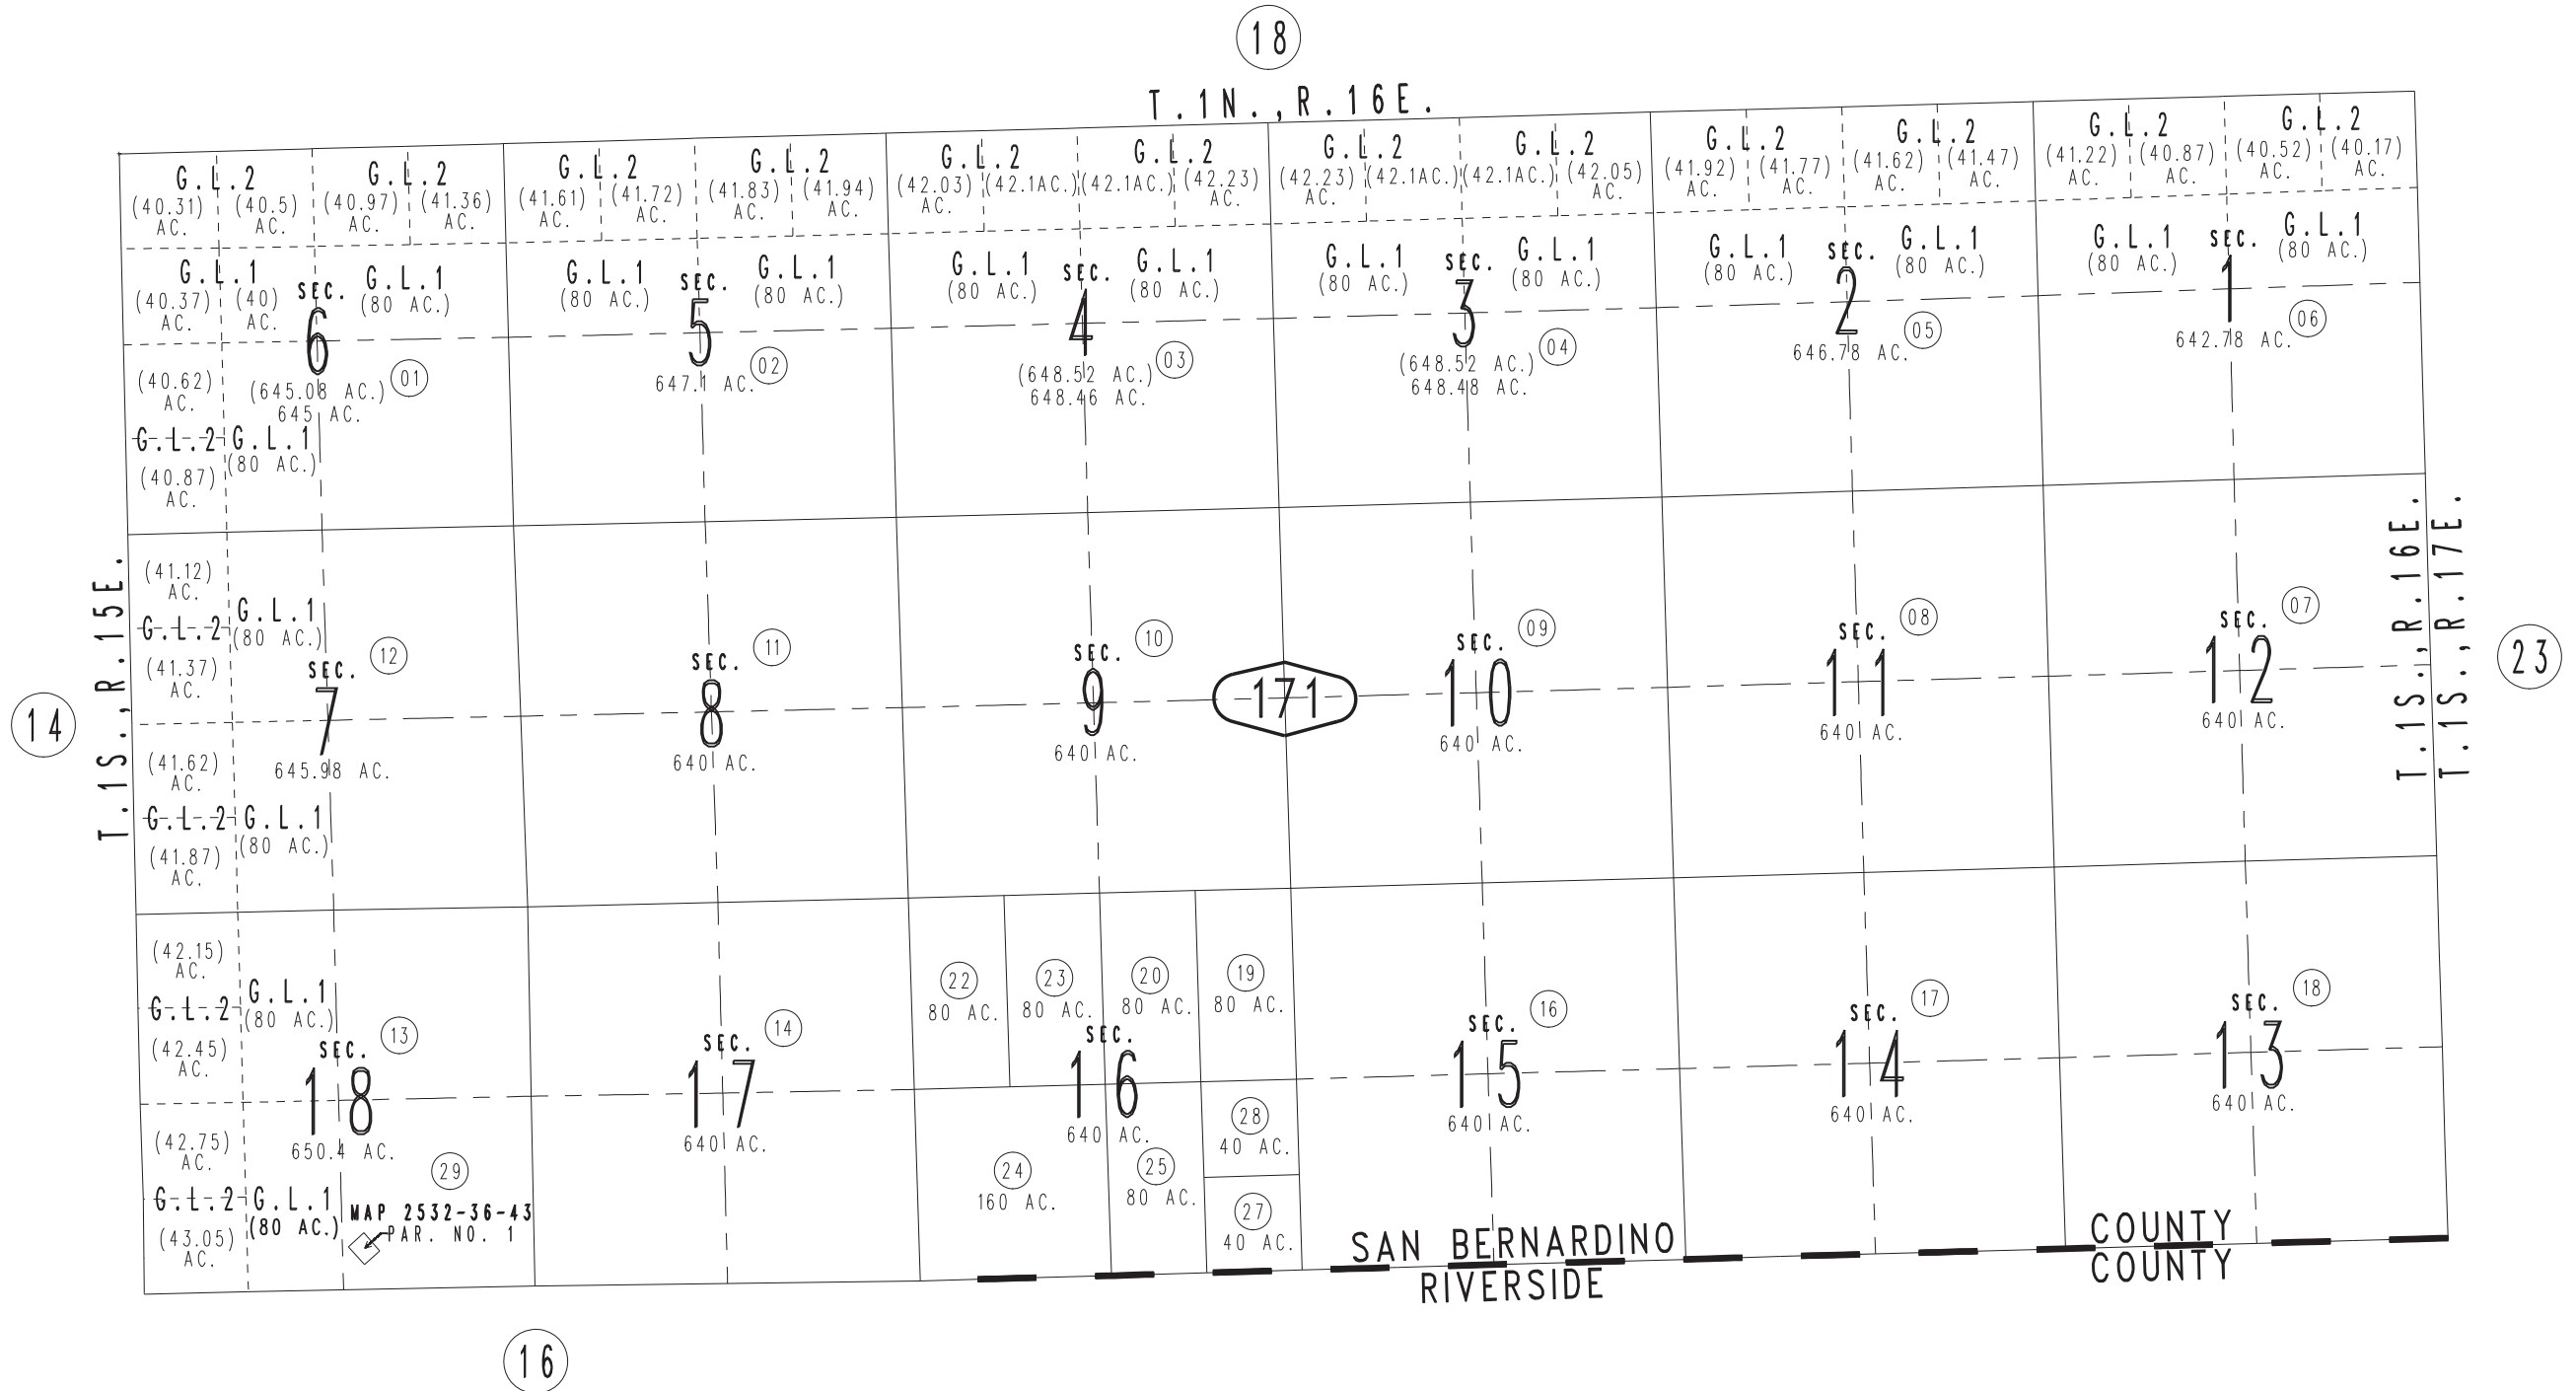 18
T.1N.,R.16E.
G.L.2 G.L.2 G.L.2 G.L.2 G.L.2 G.L.2 G.L.2 G.L.2 G.L.2 G.L.2 G.L.2 G.L.2
(40.31) AC. (40.5) AC. (40.97) AC. (41.36) AC. (41.61) AC. (41.72) AC. (41.83) AC. (41.94) AC. (42.03) AC. (42.1AC.) (42.1AC.) (42.23) AC. (42.23) AC. (42.1AC.) (42.1AC.) (42.05) AC. (41.92) AC. (41.77) AC. (41.62) AC. (41.47) AC. (41.22) AC. (40.87) AC. (40.52) AC. (40.17) AC.
G.L.1
(40.37) AC. (40) AC.
SEC.
6
G.L.1
(80 AC.)
01
(645.08 AC.)
645 AC.
G.L.1
(80 AC.)
SEC.
5
G.L.1
(80 AC.)
02
647.1 AC.
G.L.1
(80 AC.)
SEC.
4
G.L.1
(80 AC.)
03
(648.52 AC.)
648.46 AC.
G.L.1
(80 AC.)
SEC.
3
G.L.1
(80 AC.)
04
(648.52 AC.)
648.48 AC.
G.L.1
(80 AC.)
SEC.
2
G.L.1
(80 AC.)
05
646.78 AC.
G.L.1
(80 AC.)
SEC.
1
G.L.1
(80 AC.)
06
642.78 AC.
(40.62)
AC.
G.L.2 G.L.1
(80 AC.)
(40.87)
AC.
T.1S.,R.15E.
14
(41.12)
AC.
G.L.2 G.L.1
(80 AC.)
(41.37)
AC.
SEC.
7
12
645.98 AC.
(41.62)
AC.
G.L.2 G.L.1
(80 AC.)
(41.87)
AC.
SEC.
8
11
640 AC.
SEC.
9
10
640 AC.
171
SEC.
10
09
640 AC.
SEC.
11
08
640 AC.
SEC.
12
07
640 AC.
T.1S.,R.16E.
T.1S.,R.17E.
23
(42.15)
AC.
G.L.2 G.L.1
(80 AC.)
(42.45)
AC.
SEC.
18
13
650.4 AC.
(42.75)
AC.
G.L.2 G.L.1
(80 AC.)
(43.05)
AC.
29
MAP 2532-36-43
PAR. NO. 1
SEC.
17
14
640 AC.
22
80 AC.
23
80 AC.
20
80 AC.
19
80 AC.
SEC.
16
640 AC.
24
160 AC.
25
80 AC.
28
40 AC.
27
40 AC.
SEC.
15
16
640 AC.
SEC.
14
17
640 AC.
SEC.
13
18
640 AC.
SAN BERNARDINO COUNTY
RIVERSIDE COUNTY
16